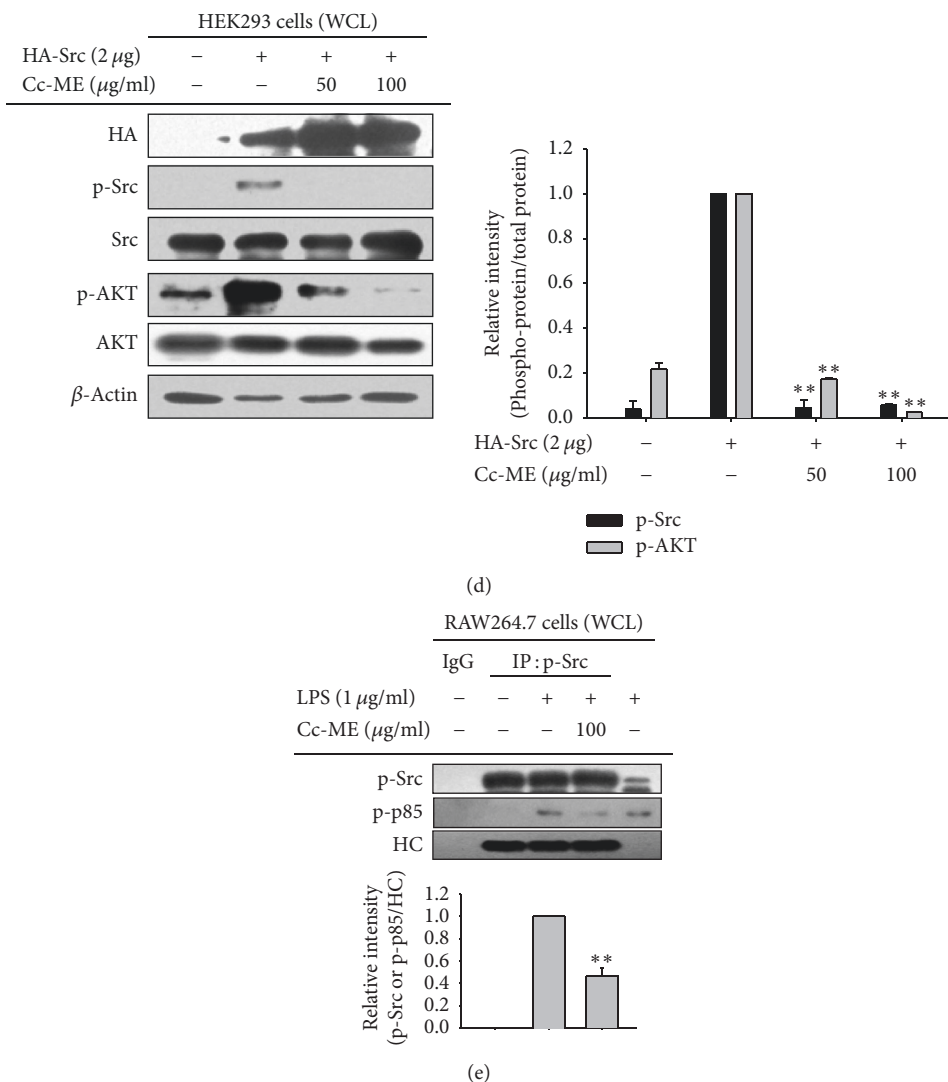 HEK293 cells (WCL)
HA-Src (2 μg) − + + +
Cc-ME (μg/ml) − − 50 100
HA
p-Src
Src
p-AKT
AKT
β-Actin
Relative intensity
(Phospho-protein/total protein)
1.2
1.0
0.8
0.6
0.4
0.2
0.0
** ** ** **
HA-Src (2 μg) − + + +
Cc-ME (μg/ml) − − 50 100
p-Src
p-AKT
(d)
RAW264.7 cells (WCL)
IgG IP : p-Src
LPS (1 μg/ml) − − + + +
Cc-ME (μg/ml) − − − 100 −
p-Src
p-p85
HC
Relative intensity
(p-Src or p-p85/HC)
1.2
1.0
0.8
0.6
0.4
0.2
0.0
**
(e)